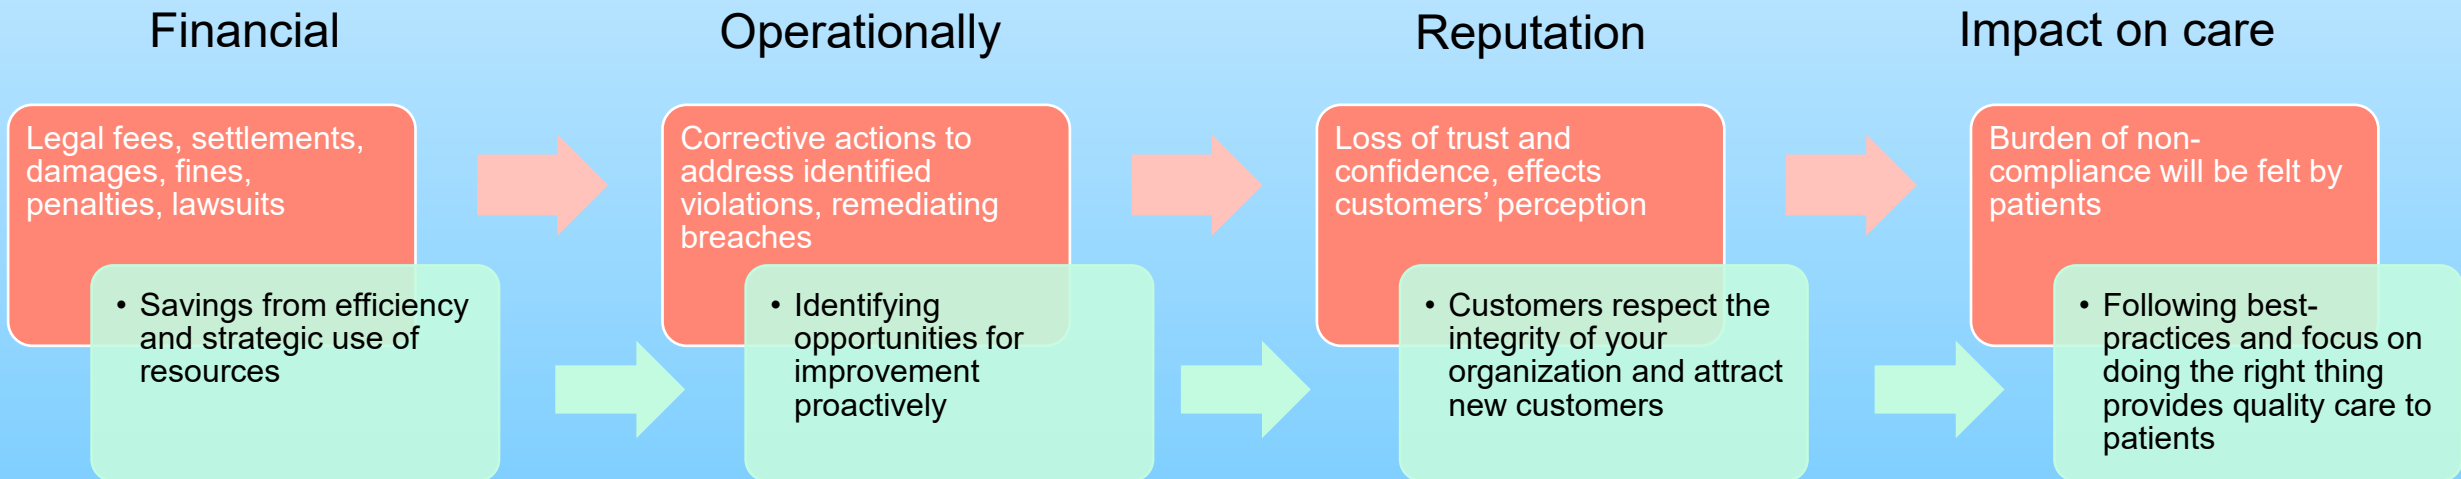 Financial
Operationally
Reputation
Impact on care
Legal fees, settlements,
damages, fines,
penalties, lawsuits
• Savings from efficiency
and strategic use of
resources
Corrective actions to
address identified
violations, remediating
breaches
• Identifying
opportunities for
improvement
proactively
Loss of trust and
confidence, effects
customers’ perception
• Customers respect the
integrity of your
organization and attract
new customers
Burden of non-
compliance will be felt by
patients
• Following best-
practices and focus on
doing the right thing
provides quality care to
patients